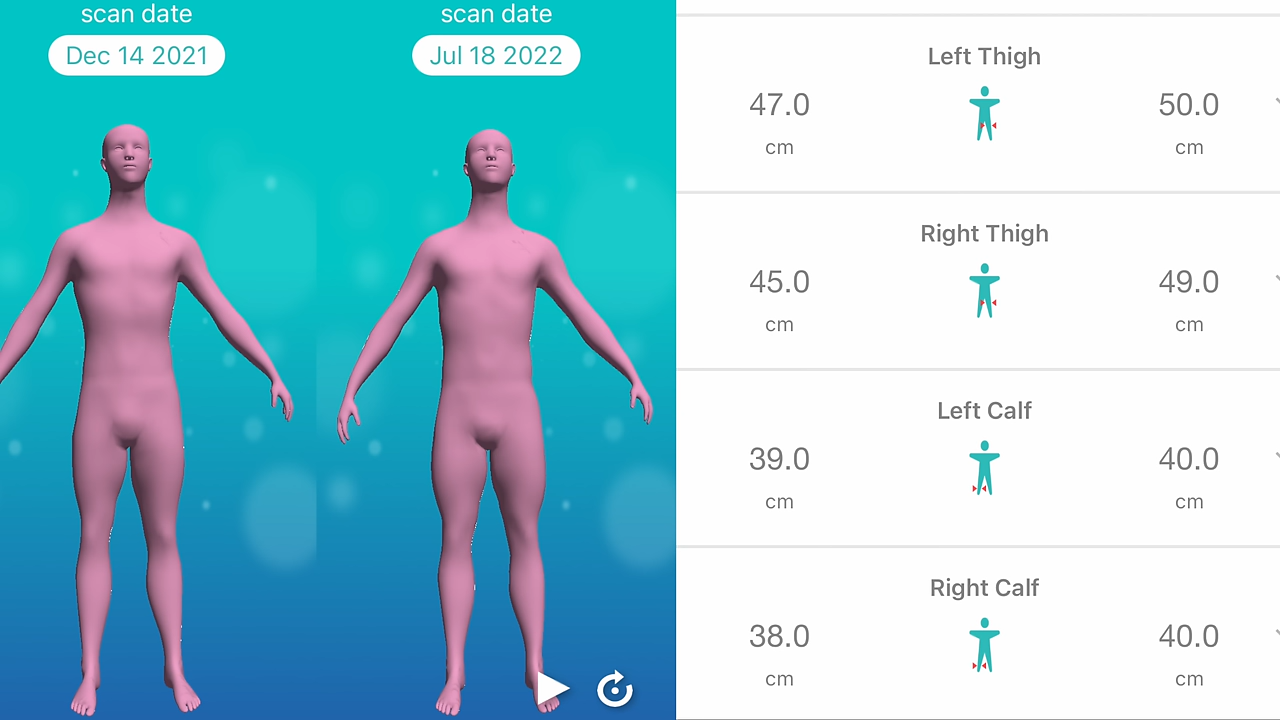 scan date
Dec 14 2021
scan date
Jul 18 2022
Left Thigh
47.0
50.0
cm
cm
Right Thigh
45.0
49.0
cm
cm
Left Calf
39.0
40.0
cm
cm
Right Calf
38.0
40.0
cm
cm